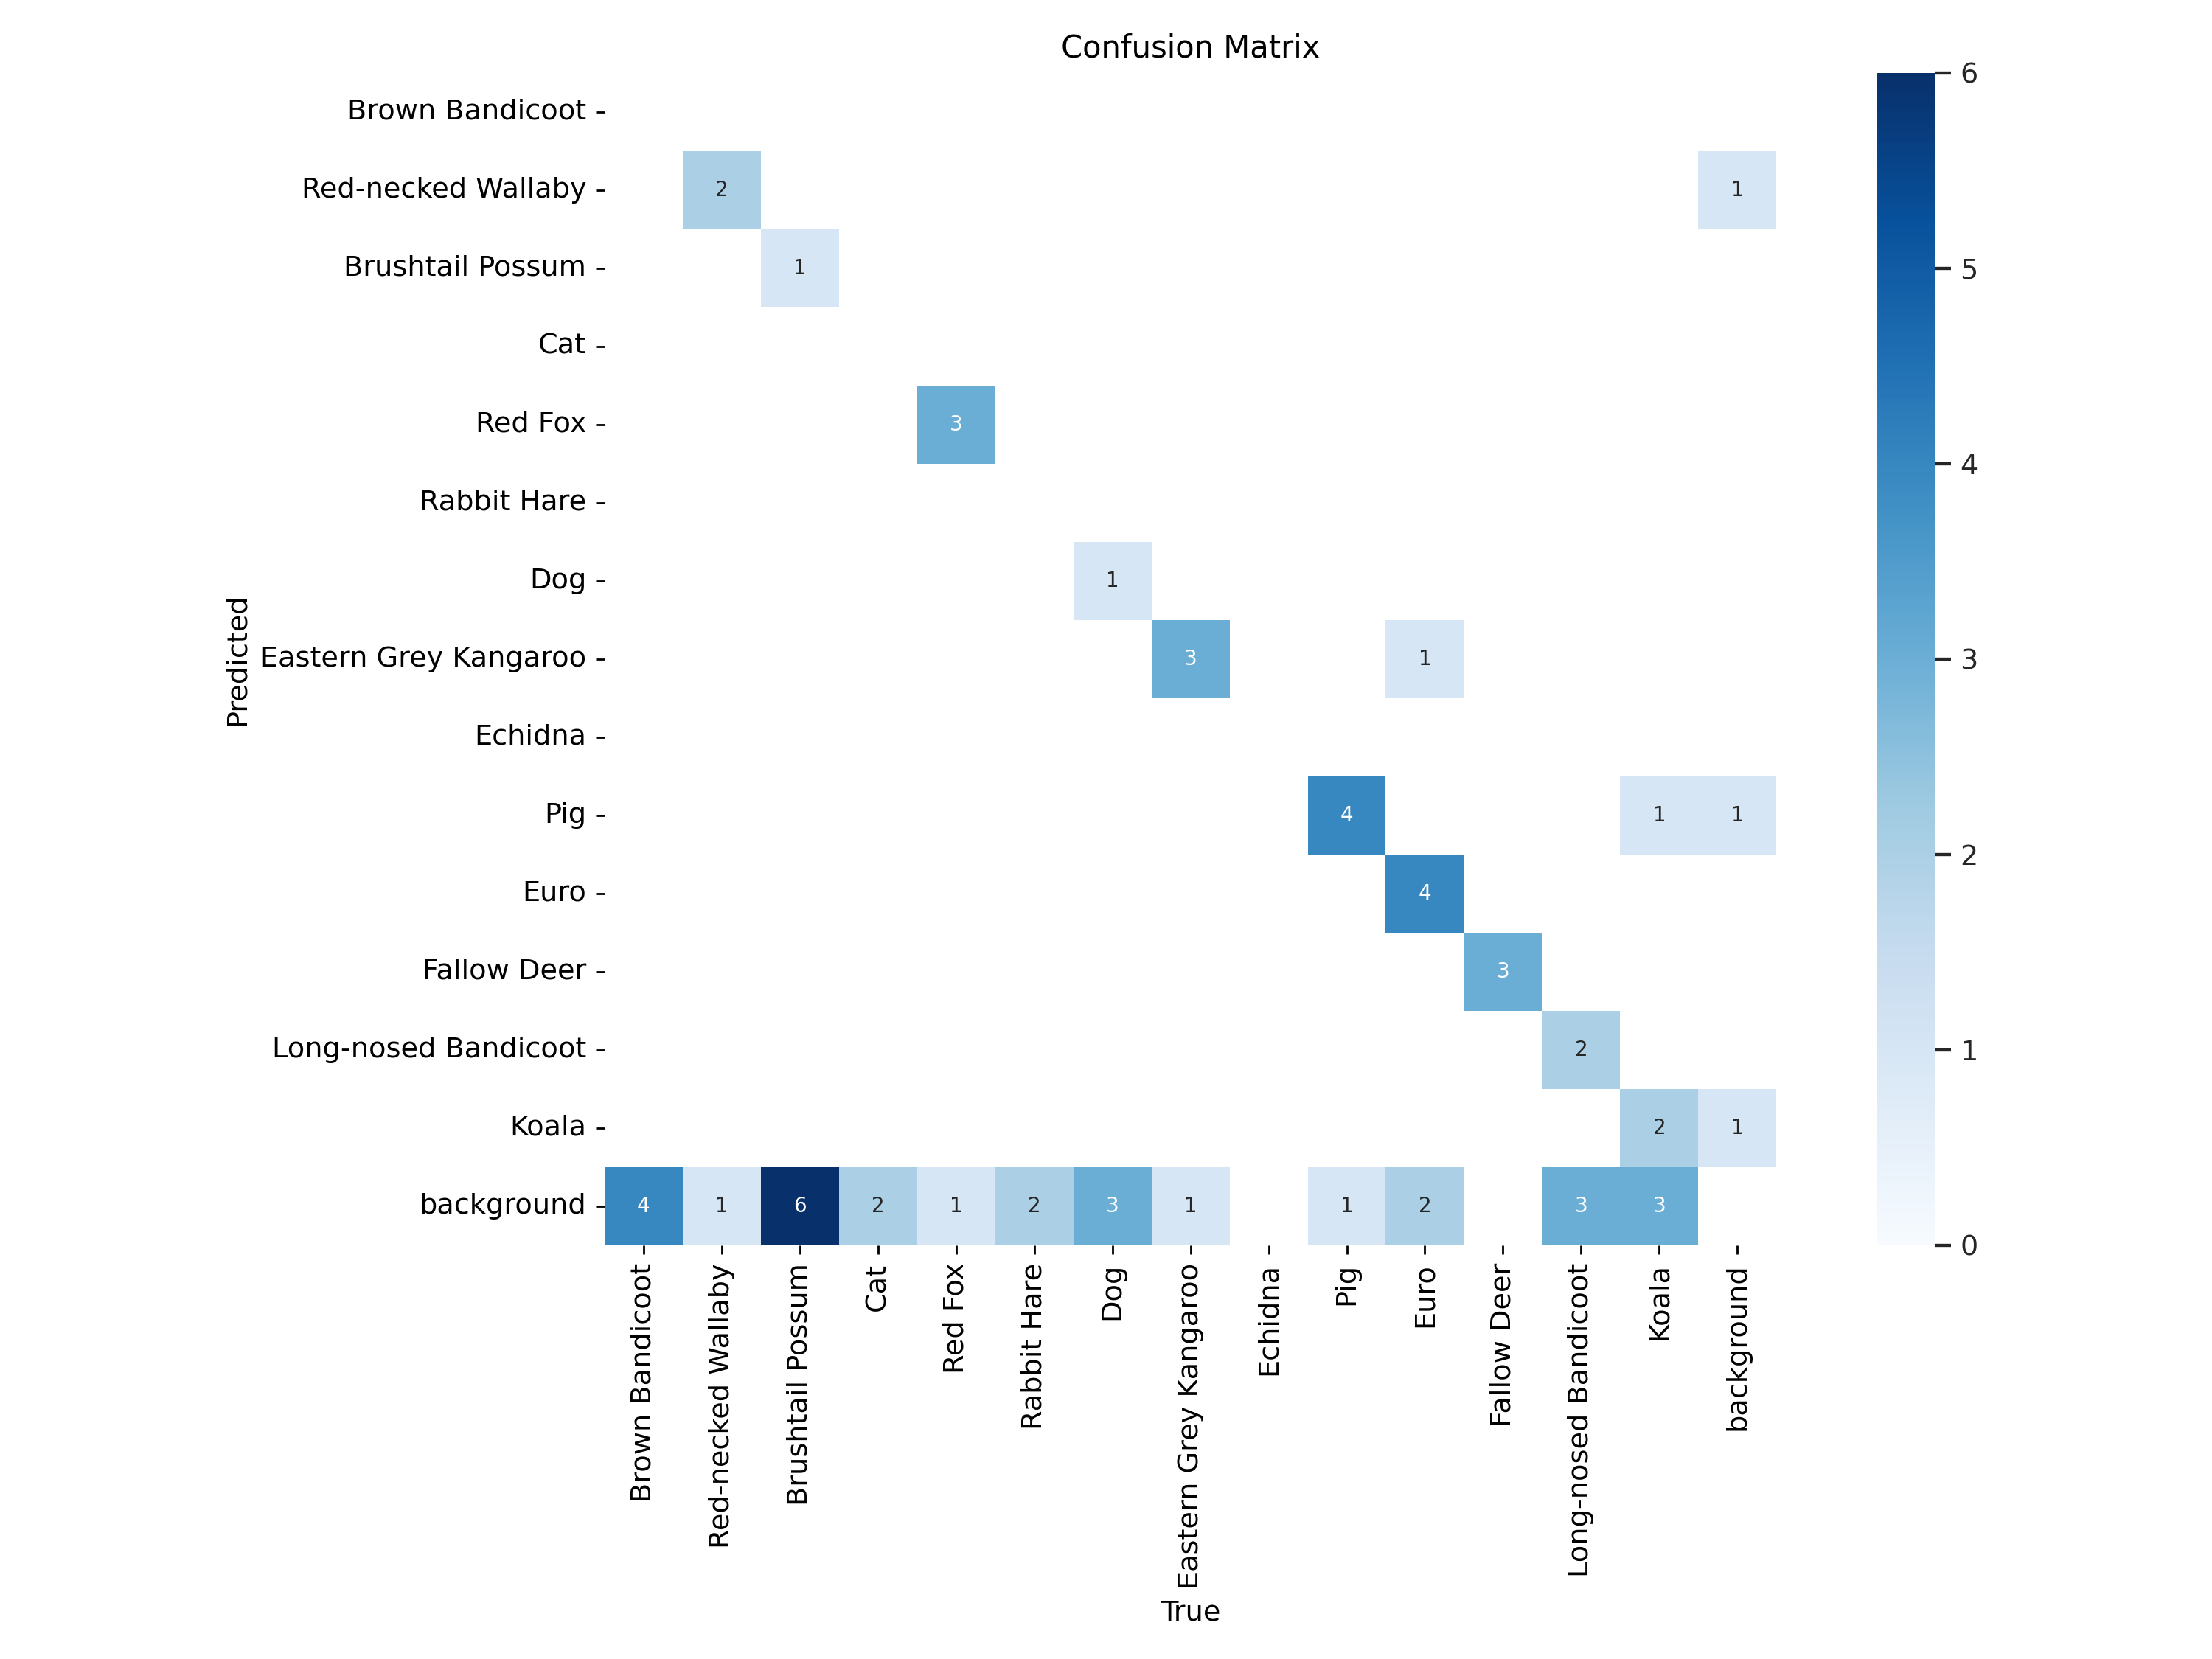 Confusion Matrix
Brown Bandicoot
Red-necked Wallaby 2 1
Brushtail Possum 1
Cat
Red Fox 3
Rabbit Hare
Dog 1
Eastern Grey Kangaroo 3 1
Echidna
Pig 4 1 1
Euro 4
Fallow Deer 3
Long-nosed Bandicoot 2
Koala 2 1
background 4 1 6 2 1 2 3 1 1 2 3 3
Predicted
Brown Bandicoot
Red-necked Wallaby
Brushtail Possum
Cat
Red Fox
Rabbit Hare
Dog
Eastern Grey Kangaroo
Echidna
Pig
Euro
Fallow Deer
Long-nosed Bandicoot
Koala
background
True
6
5
4
3
2
1
0